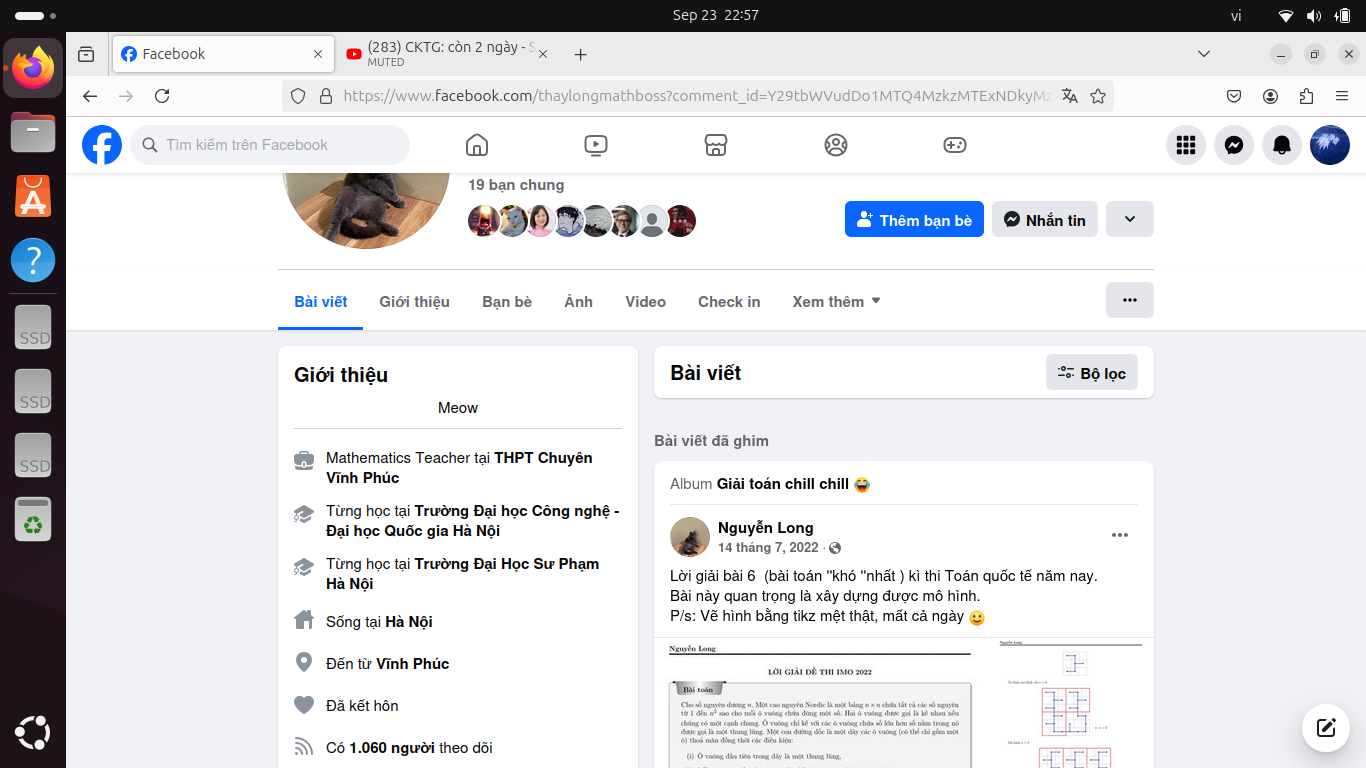 Sep 23 22:57
vi
Facebook
(283) CKTG: còn 2 ngày - S
MUTED
https://www.facebook.com/thaylongmathboss?comment_id=Y29tbWVudDo1MTQ4MzkzMTExNDkyMz
Tìm kiếm trên Facebook
19 bạn chung
Thêm bạn bè
Nhắn tin
Bài viết
Giới thiệu
Bạn bè
Ảnh
Video
Check in
Xem thêm
Giới thiệu
Meow
Mathematics Teacher tại THPT Chuyên
Vĩnh Phúc
Từng học tại Trường Đại học Công nghệ -
Đại học Quốc gia Hà Nội
Từng học tại Trường Đại Học Sư Phạm
Hà Nội
Sống tại Hà Nội
Đến từ Vĩnh Phúc
Đã kết hôn
Có 1.060 người theo dõi
Bài viết
Bộ lọc
Bài viết đã ghim
Album Giải toán chill chill 😂
Nguyễn Long
14 tháng 7, 2022 ·
Lời giải bài 6 (bài toán "khó "nhất ) kì thi Toán quốc tế năm nay.
Bài này quan trọng là xây dựng được mô hình.
P/s: Vẽ hình bằng tikz mệt thật, mất cả ngày 🙂
Nguyễn Long
LỜI GIẢI ĐỀ THI IMO 2022
Bài toán
Cho số nguyên dương n. Một cao nguyên Nordic là một bảng n × n chứa tất cả các số nguyên
từ 1 đến n² sao cho mỗi ô vuông chứa đúng một số. Hai ô vuông được gọi là kề nhau nếu
chúng có một cạnh chung. Ô vuông chỉ kề với các ô vuông chứa số lớn hơn số nằm trong nó
được gọi là một thung lũng. Một con đường dốc là một dãy các ô vuông (có thể chỉ gồm một
ô) thoả mãn đồng thời các điều kiện:
(i) Ô vuông đầu tiên trong dãy là một thung lũng,
Nguyễn Long
SSD
SSD
SSD